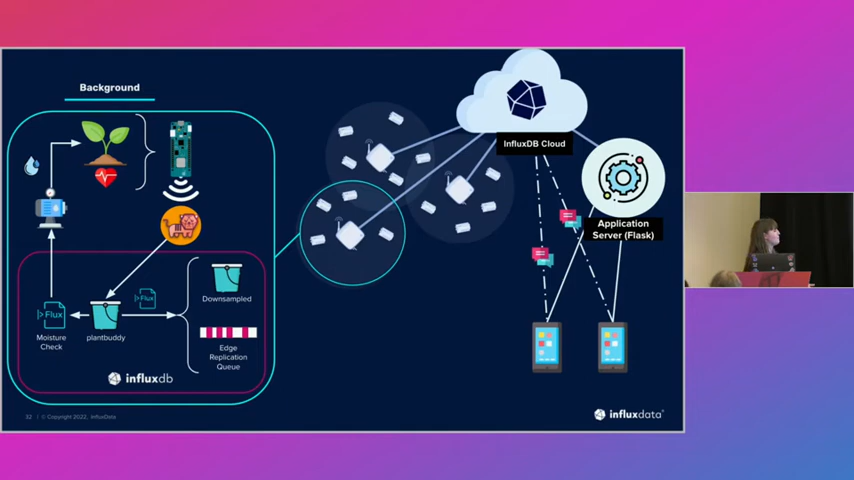 Background
InfluxDB Cloud
Application
Server (Flask)
Downsampled
|>Flux
|>Flux
Moisture
Check
plantbuddy
Edge
Replication
Queue
influxdb
32 | © Copyright 2022, InfluxData
influxdata®